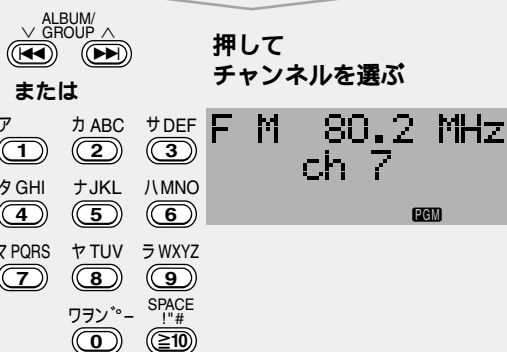 ALBUM/
GROUP
または
押して
チャンネルを選ぶ
ア カ ABC サ DEF
1 2 3
タ GHI ナ JKL ハ MNO
4 5 6
マ PQRS ヤ TUV ラ WXYZ
7 8 9
ワヲン゛゜ー SPACE
!"#
0 ≧10
FM 80.2 MHz
ch 7
PGM